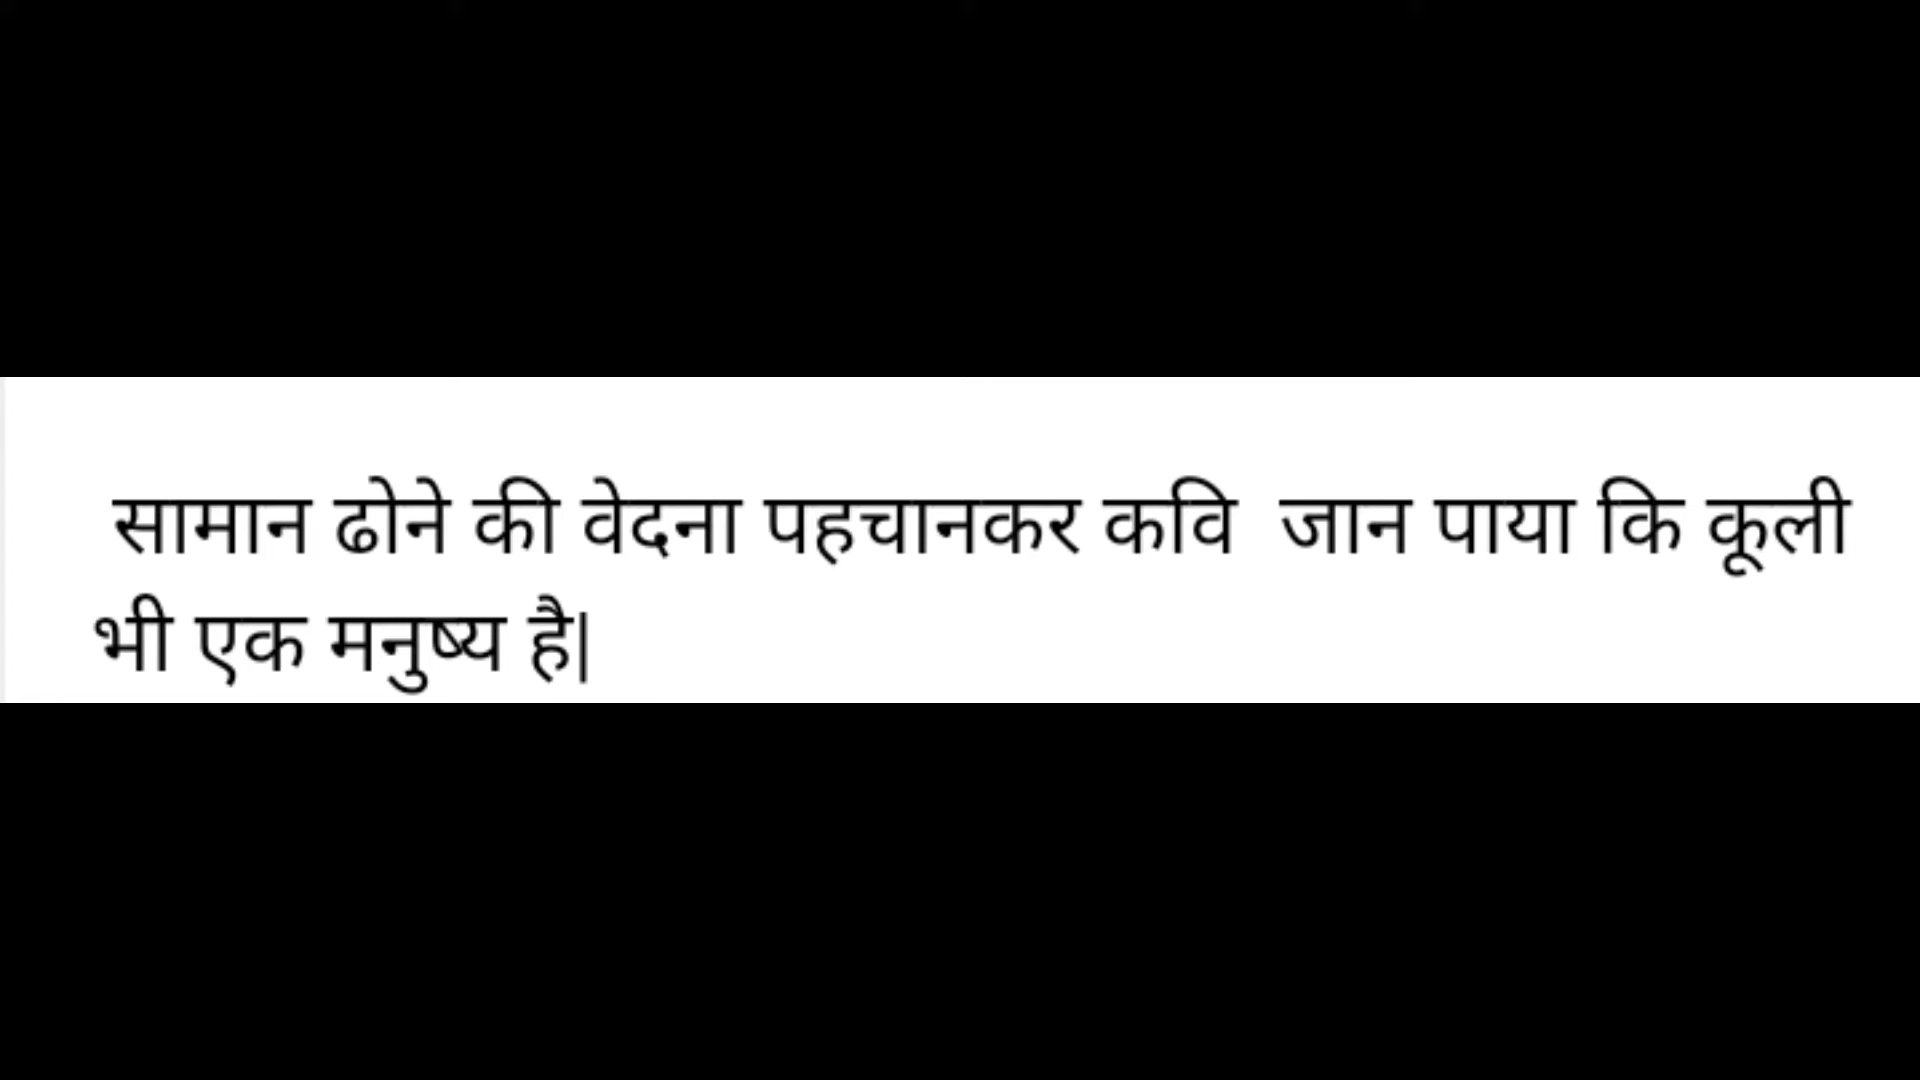 सामान ढोने की वेदना पहचानकर कवि जान पाया कि कूली
भी एक मनुष्य है|